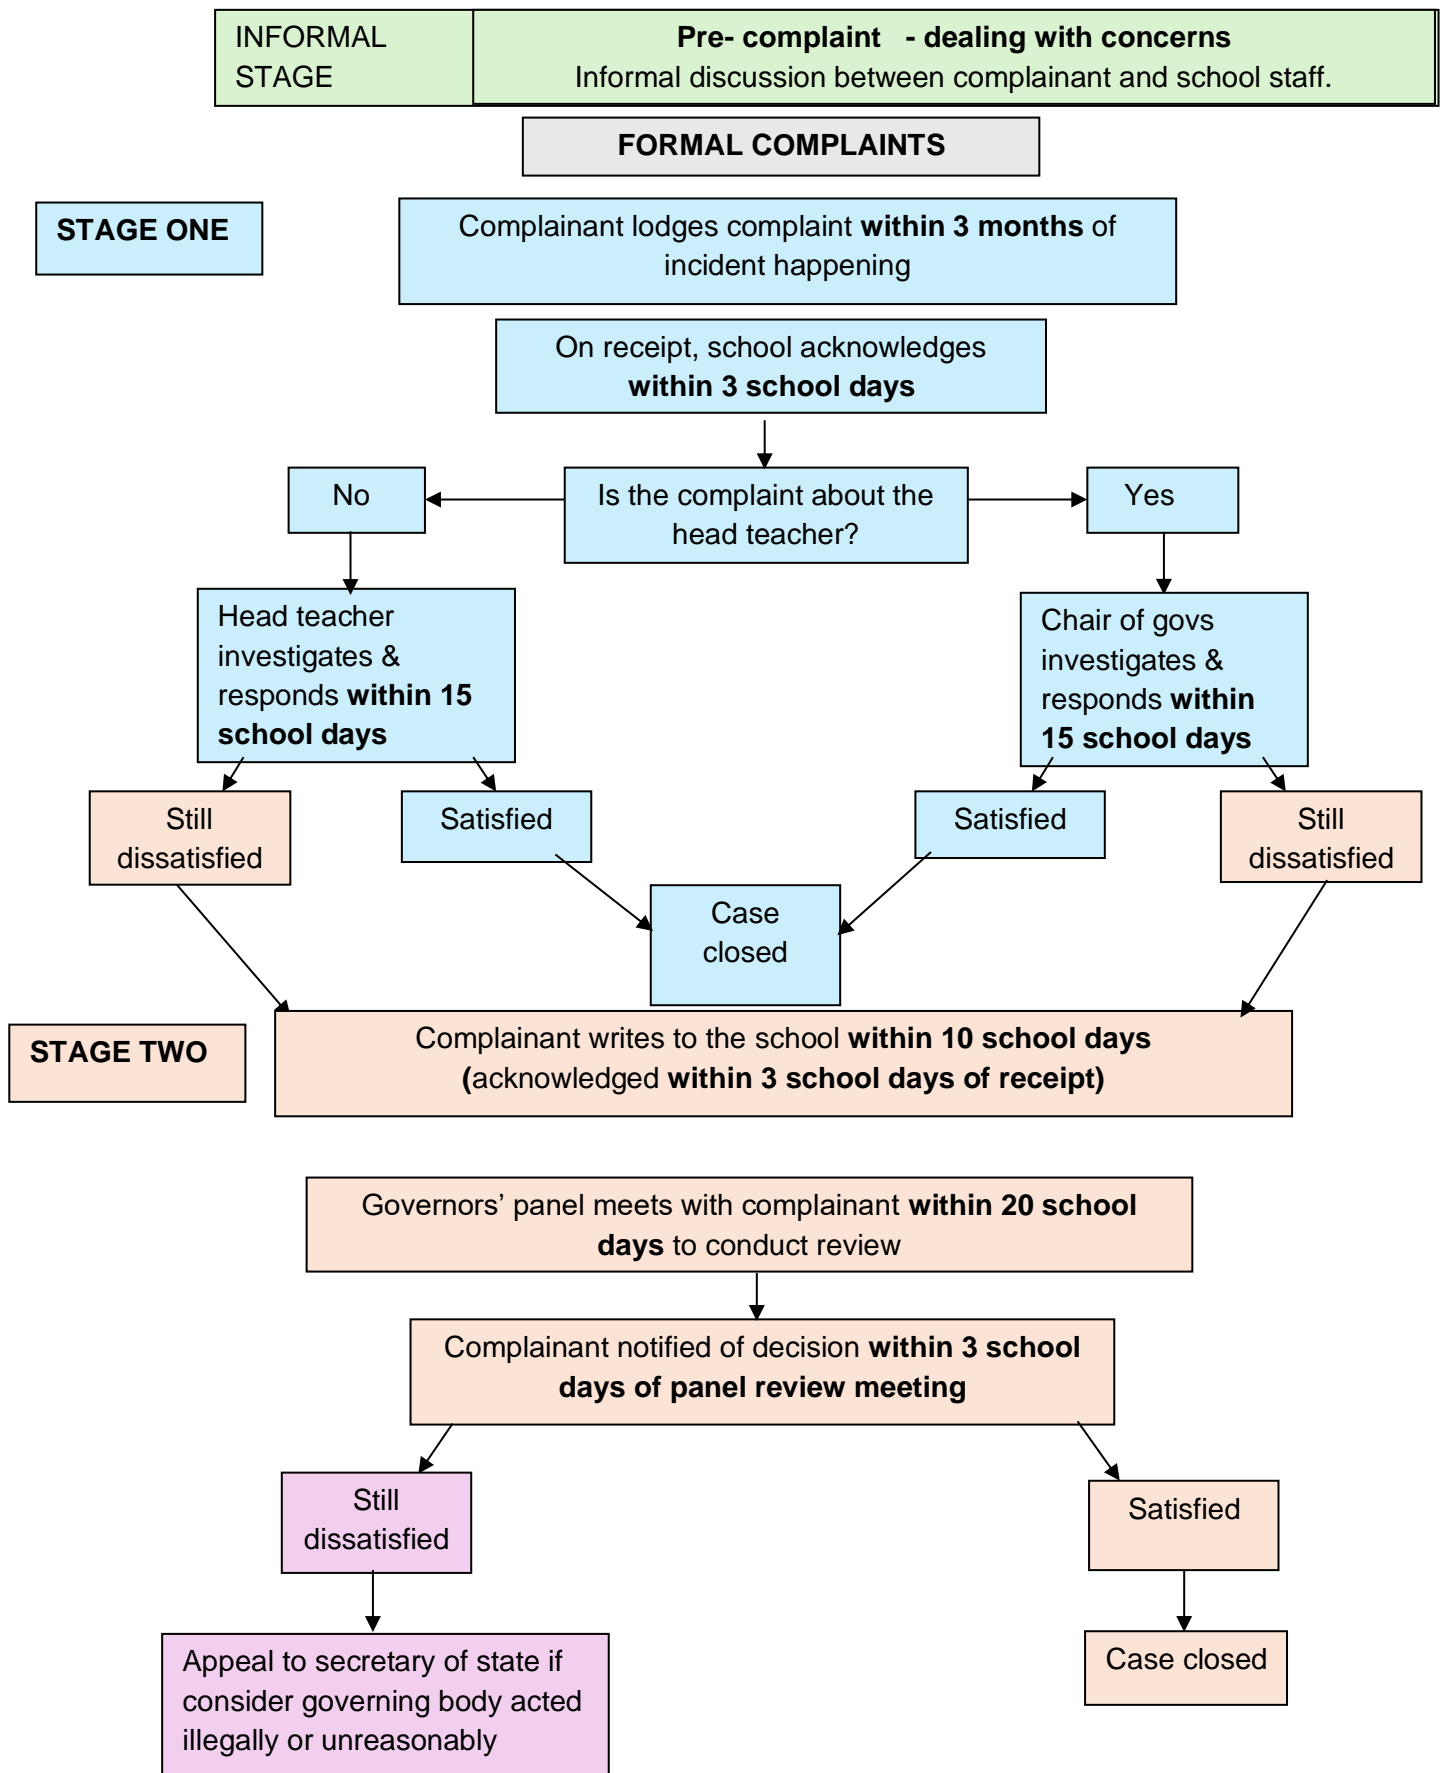 INFORMAL
STAGE
Pre- complaint - dealing with concerns
Informal discussion between complainant and school staff.
FORMAL COMPLAINTS
STAGE ONE
Complainant lodges complaint within 3 months of
incident happening
On receipt, school acknowledges
within 3 school days
No
Is the complaint about the
head teacher?
Yes
Head teacher
investigates &
responds within 15
school days
Chair of govs
investigates &
responds within
15 school days
Still
dissatisfied
Satisfied
Satisfied
Still
dissatisfied
Case
closed
STAGE TWO
Complainant writes to the school within 10 school days
(acknowledged within 3 school days of receipt)
Governors’ panel meets with complainant within 20 school
days to conduct review
Complainant notified of decision within 3 school
days of panel review meeting
Still
dissatisfied
Satisfied
Appeal to secretary of state if
consider governing body acted
illegally or unreasonably
Case closed